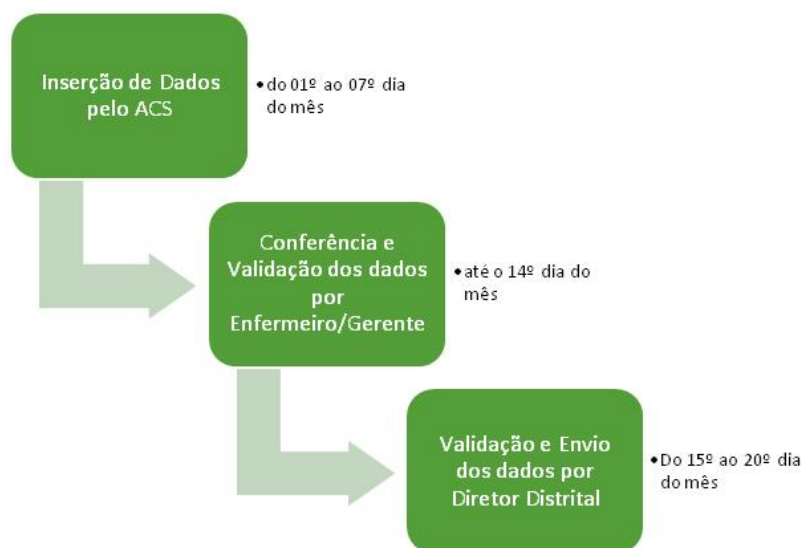 Inserção de Dados
pelo ACS
•do 01º ao 07º dia
do mês
Conferência e
Validação dos dados
por
Enfermeiro/Gerente
•até o 14º dia do
mês
Validação e Envio
dos dados por
Diretor Distrital
•Do 15º ao 20º dia
do mês